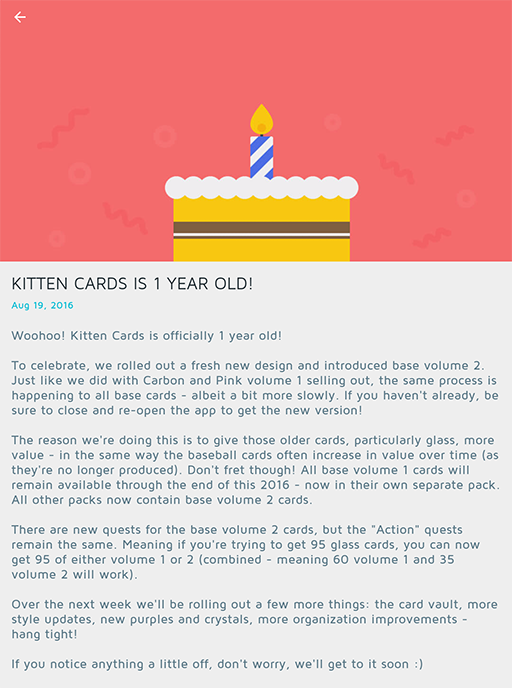 KITTEN CARDS IS 1 YEAR OLD!
Aug 19, 2016
Woohoo! Kitten Cards is officially 1 year old!
To celebrate, we rolled out a fresh new design and introduced base volume 2.
Just like we did with Carbon and Pink volume 1 selling out, the same process is
happening to all base cards - albeit a bit more slowly. If you haven't already, be
sure to close and re-open the app to get the new version!
The reason we're doing this is to give those older cards, particularly glass, more
value - in the same way the baseball cards often increase in value over time (as
they're no longer produced). Don't fret though! All base volume 1 cards will
remain available through the end of this 2016 - now in their own separate pack.
All other packs now contain base volume 2 cards.
There are new quests for the base volume 2 cards, but the "Action" quests
remain the same. Meaning if you're trying to get 95 glass cards, you can now
get 95 of either volume 1 or 2 (combined - meaning 60 volume 1 and 35
volume 2 will work).
Over the next week we'll be rolling out a few more things: the card vault, more
style updates, new purples and crystals, more organization improvements -
hang tight!
If you notice anything a little off, don't worry, we'll get to it soon :)